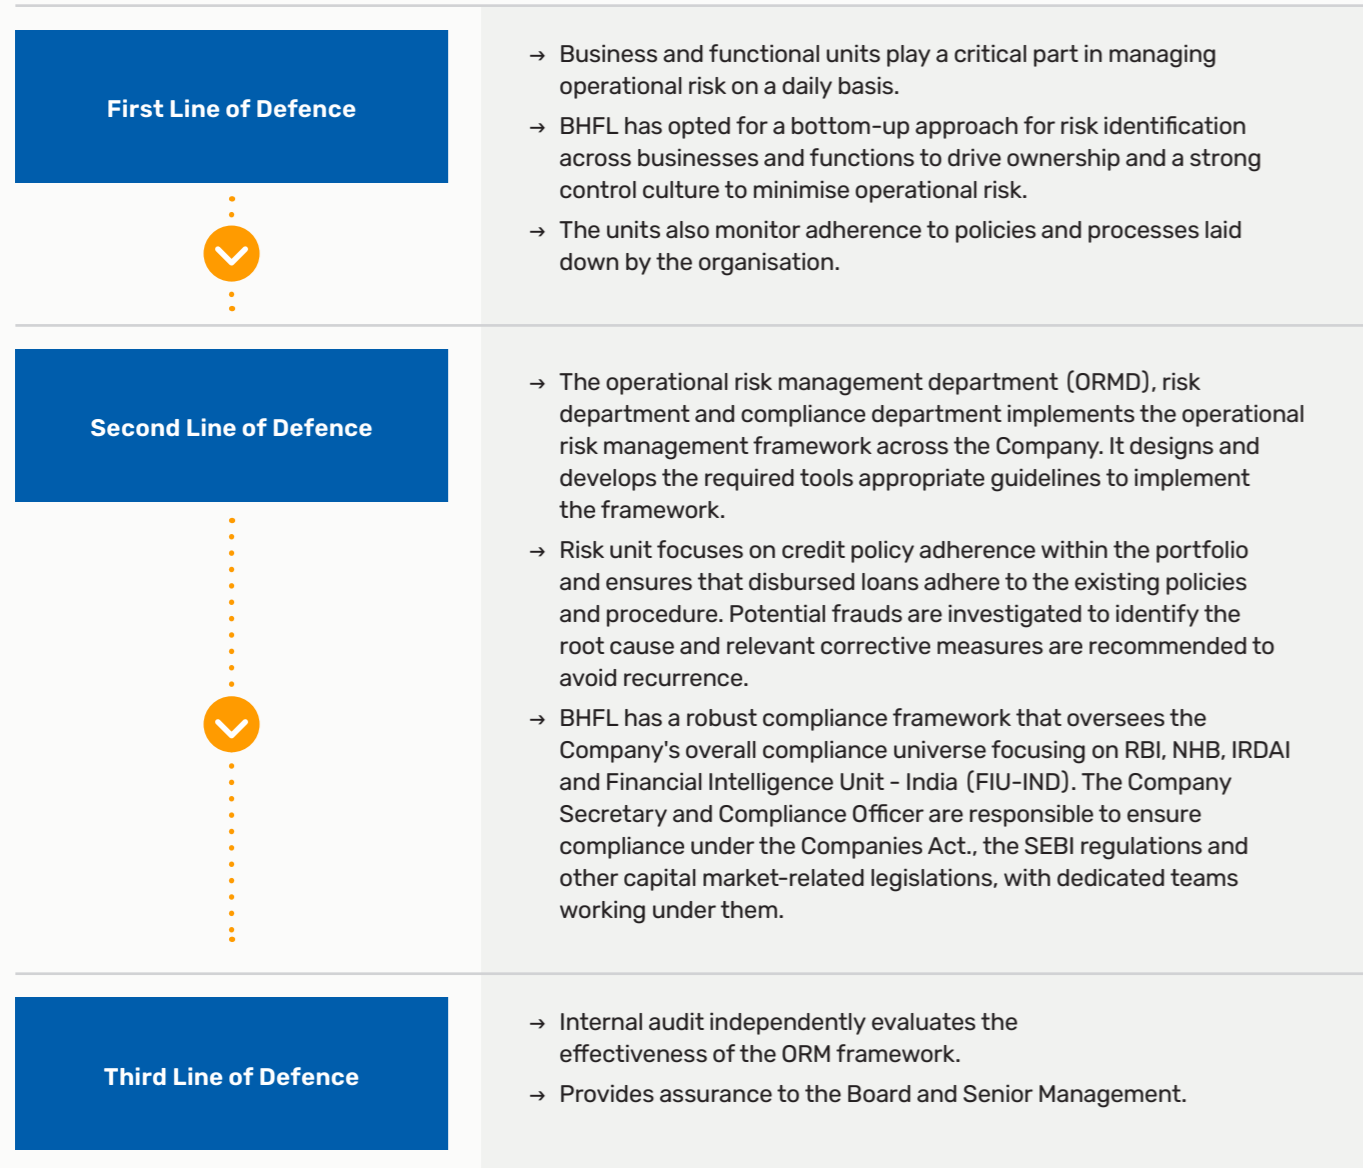 First Line of Defence
→ Business and functional units play a critical part in managing
operational risk on a daily basis.
→ BHFL has opted for a bottom-up approach for risk identification
across businesses and functions to drive ownership and a strong
control culture to minimise operational risk.
→ The units also monitor adherence to policies and processes laid
down by the organisation.
Second Line of Defence
→ The operational risk management department (ORMD), risk
department and compliance department implements the operational
risk management framework across the Company. It designs and
develops the required tools appropriate guidelines to implement
the framework.
→ Risk unit focuses on credit policy adherence within the portfolio
and ensures that disbursed loans adhere to the existing policies
and procedure. Potential frauds are investigated to identify the
root cause and relevant corrective measures are recommended to
avoid recurrence.
→ BHFL has a robust compliance framework that oversees the
Company's overall compliance universe focusing on RBI, NHB, IRDAI
and Financial Intelligence Unit - India (FIU-IND). The Company
Secretary and Compliance Officer are responsible to ensure
compliance under the Companies Act., the SEBI regulations and
other capital market-related legislations, with dedicated teams
working under them.
Third Line of Defence
→ Internal audit independently evaluates the
effectiveness of the ORM framework.
→ Provides assurance to the Board and Senior Management.